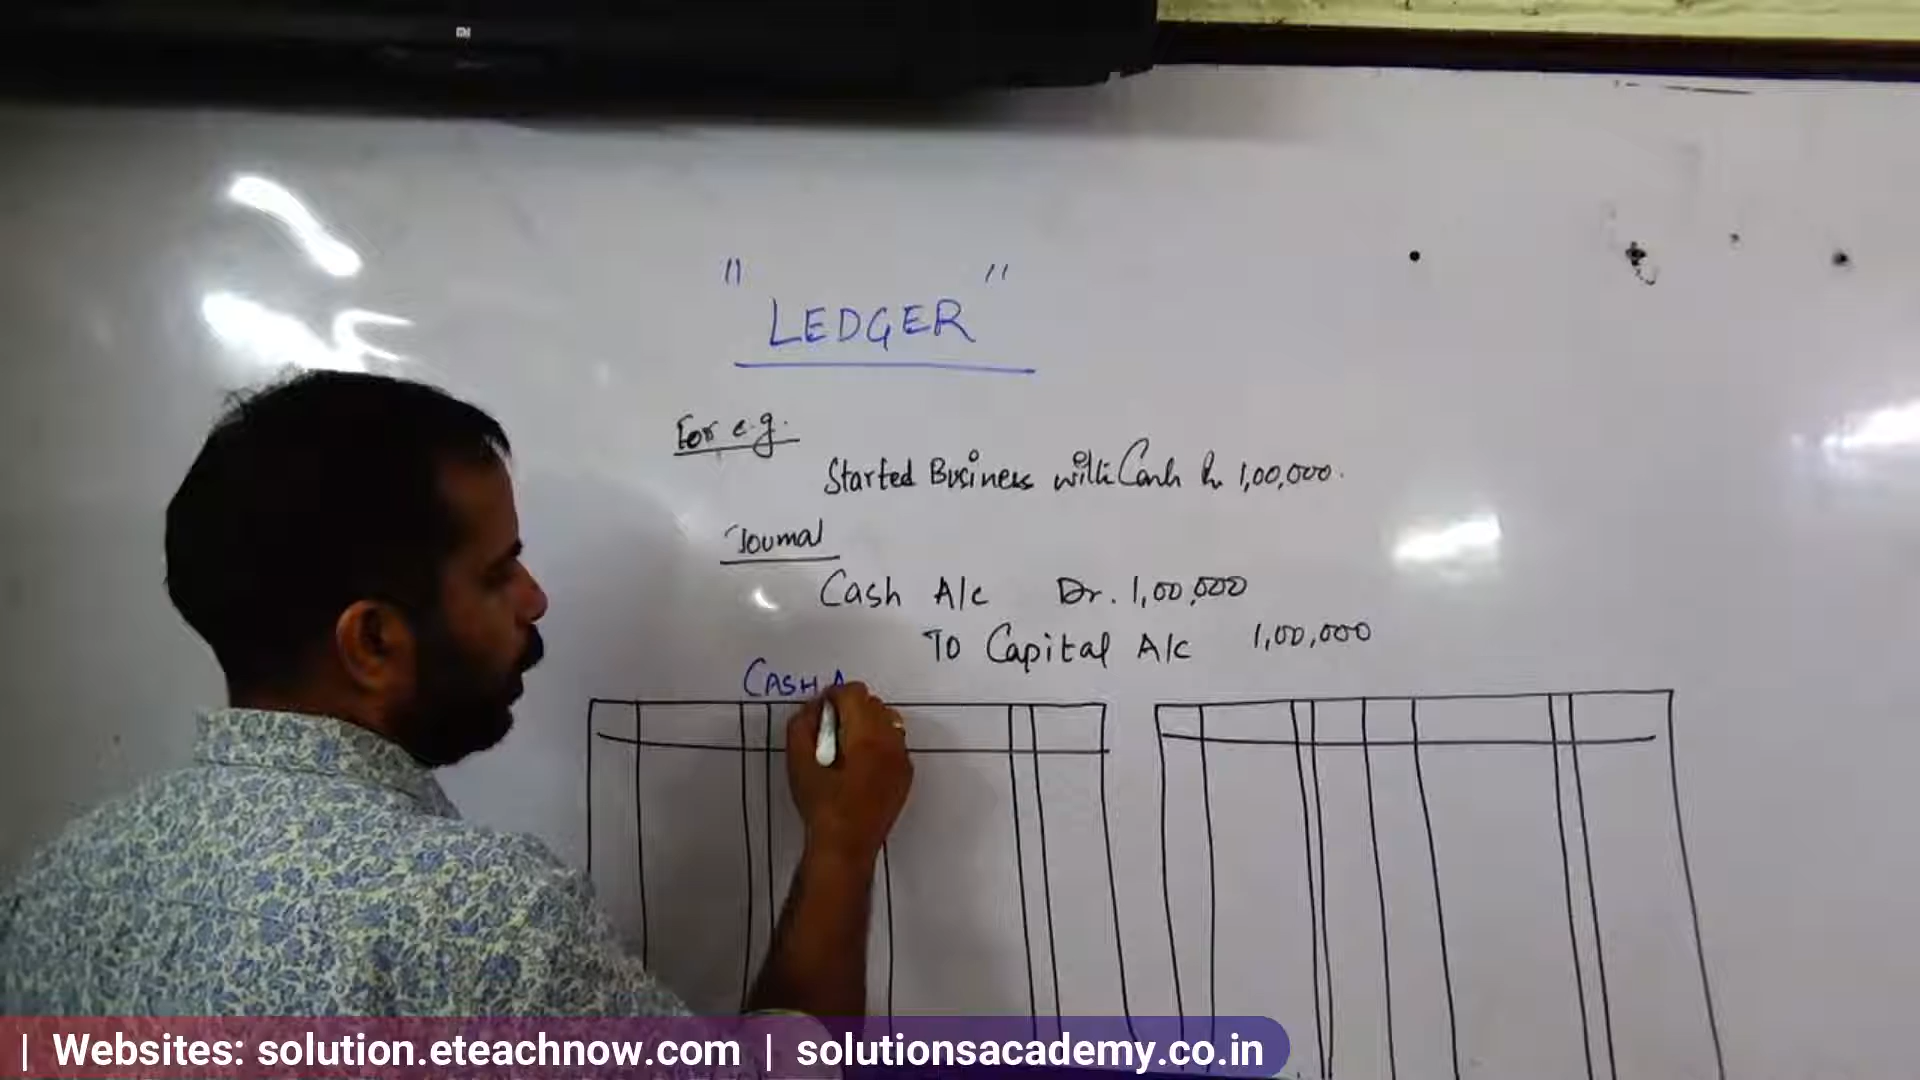 mi
" LEDGER "
For e.g.
Started Business with Cash Rs 1,00,000.
Journal
Cash A/c Dr. 1,00,000
To Capital A/c 1,00,000
CASH A
| Websites: solution.eteachnow.com | solutionsacademy.co.in